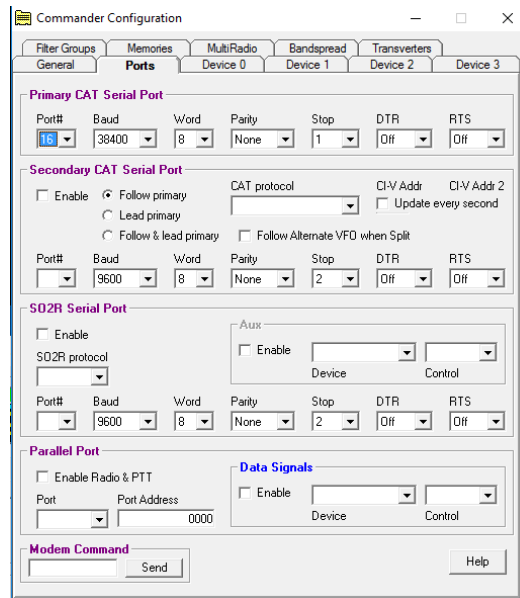 Commander Configuration
Filter Groups Memories MultiRadio Bandspread Transverters
General Ports Device 0 Device 1 Device 2 Device 3
Primary CAT Serial Port
Port# Baud Word Parity Stop DTR RTS
16 38400 8 None 1 Off Off
Secondary CAT Serial Port
Enable Follow primary CAT protocol CI-V Addr CI-V Addr 2
Update every second
Lead primary
Follow & lead primary Follow Alternate VFO when Split
Port# Baud Word Parity Stop DTR RTS
9600 8 None 2 Off Off
SO2R Serial Port
Enable
SO2R protocol
Aux
Enable
Device Control
Port# Baud Word Parity Stop DTR RTS
9600 8 None 2 Off Off
Parallel Port
Enable Radio & PTT
Port Port Address
0000
Data Signals
Enable
Device Control
Modem Command
Send
Help